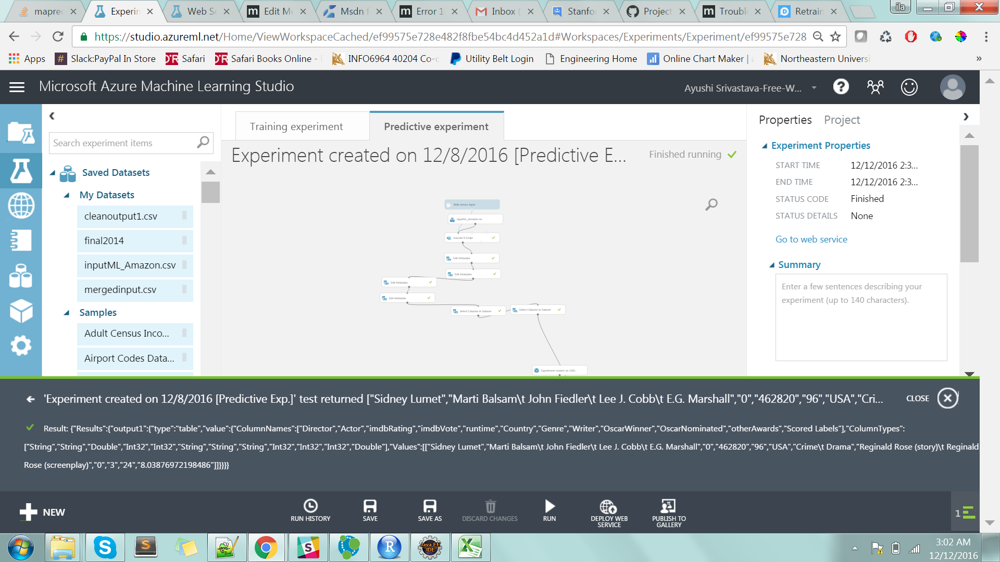 mapred
Experin
Web Se
Edit Me
Msdn f
Error 1
Inbox (
Stanfo
Project
Troubl
Retrain
ila
https://studio.azureml.net/Home/ViewWorkspaceCached/ef99575e728e482f8fbe54bc4d452a1d#Workspaces/Experiments/Experiment/ef99575e728
Apps
Slack:PayPal In Store
Safari
Safari Books Online -
INFO6964 40204 Co-c
Utility Belt Login
Engineering Home
Online Chart Maker |
Northeastern Universi
»
Microsoft Azure Machine Learning Studio
Ayushi Srivastava-Free-W...
Search experiment items
Saved Datasets
My Datasets
cleanoutput1.csv
final2014
inputML_Amazon.csv
mergedinput.csv
Samples
Adult Census Inco...
Airport Codes Data...
Training experiment
Predictive experiment
Experiment created on 12/8/2016 [Predictive E...
Finished running
Web service input
inputML_Amazon.csv
Execute R Script
Edit Metadata
Edit Metadata
Edit Metadata
Edit Metadata
Select Columns in Dataset
Select Columns in Dataset
Experiment created on 1282...
Properties
Project
Experiment Properties
START TIME 12/12/2016 2:3...
END TIME 12/12/2016 2:3...
STATUS CODE Finished
STATUS DETAILS None
Go to web service
Summary
Enter a few sentences describing your
experiment (up to 140 characters).
'Experiment created on 12/8/2016 [Predictive Exp.]' test returned ["Sidney Lumet","Marti Balsam\t John Fiedler\t Lee J. Cobb\t E.G. Marshall","0","462820","96","USA","Cri...
CLOSE
Result: {"Results":{"output1":{"type":"table","value":{"ColumnNames":["Director","Actor","imdbRating","imdbVote","runtime","Country","Genre","Writer","OscarWinner","OscarNominated","otherAwards","Scored Labels"],"ColumnTypes":
["String","String","Double","Int32","Int32","String","String","String","Int32","Int32","Int32","Double"],"Values":[["Sidney Lumet","Marti Balsam\t John Fiedler\t Lee J. Cobb\t E.G. Marshall","0","462820","96","USA","Crime\t Drama","Reginald Rose (story)\t Reginald
Rose (screenplay)","0","3","24","8.03876972198486"]]}}}}
NEW
RUN HISTORY
SAVE
SAVE AS
DISCARD CHANGES
RUN
DEPLOY WEB
SERVICE
PUBLISH TO
GALLERY
1
Java EE
IDE
3:02 AM
12/12/2016